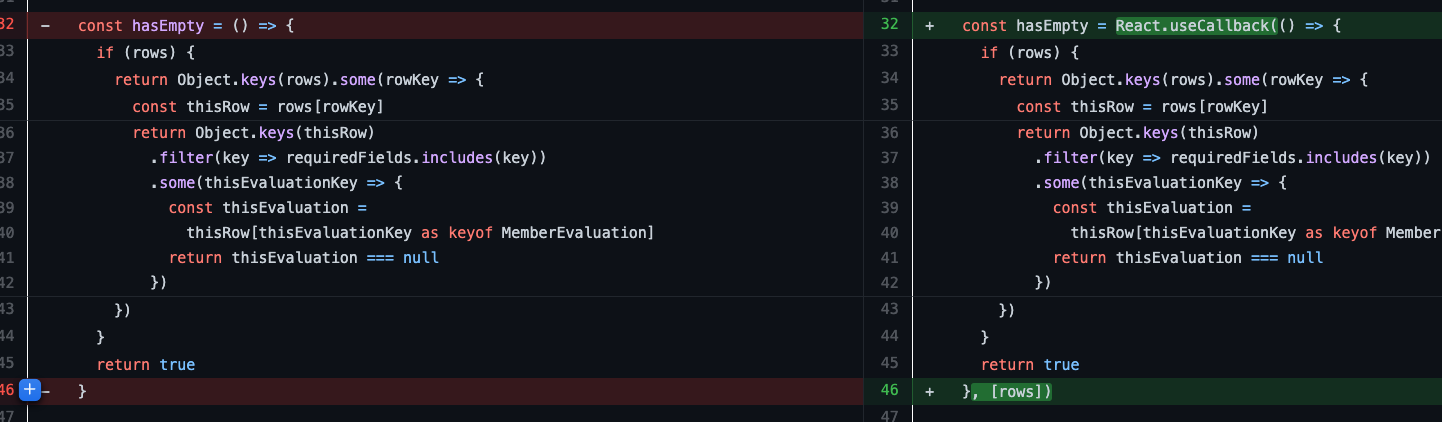 32 - const hasEmpty = () => {
33 if (rows) {
34 return Object.keys(rows).some(rowKey => {
35 const thisRow = rows[rowKey]
36 return Object.keys(thisRow)
37 .filter(key => requiredFields.includes(key))
38 .some(thisEvaluationKey => {
39 const thisEvaluation =
40 thisRow[thisEvaluationKey as keyof MemberEvaluation]
41 return thisEvaluation === null
42 })
43 })
44 }
45 return true
46 + - }
47
32 + const hasEmpty = React.useCallback(() => {
33 if (rows) {
34 return Object.keys(rows).some(rowKey => {
35 const thisRow = rows[rowKey]
36 return Object.keys(thisRow)
37 .filter(key => requiredFields.includes(key))
38 .some(thisEvaluationKey => {
39 const thisEvaluation =
40 thisRow[thisEvaluationKey as keyof Member
41 return thisEvaluation === null
42 })
43 })
44 }
45 return true
46 + }, [rows])
47